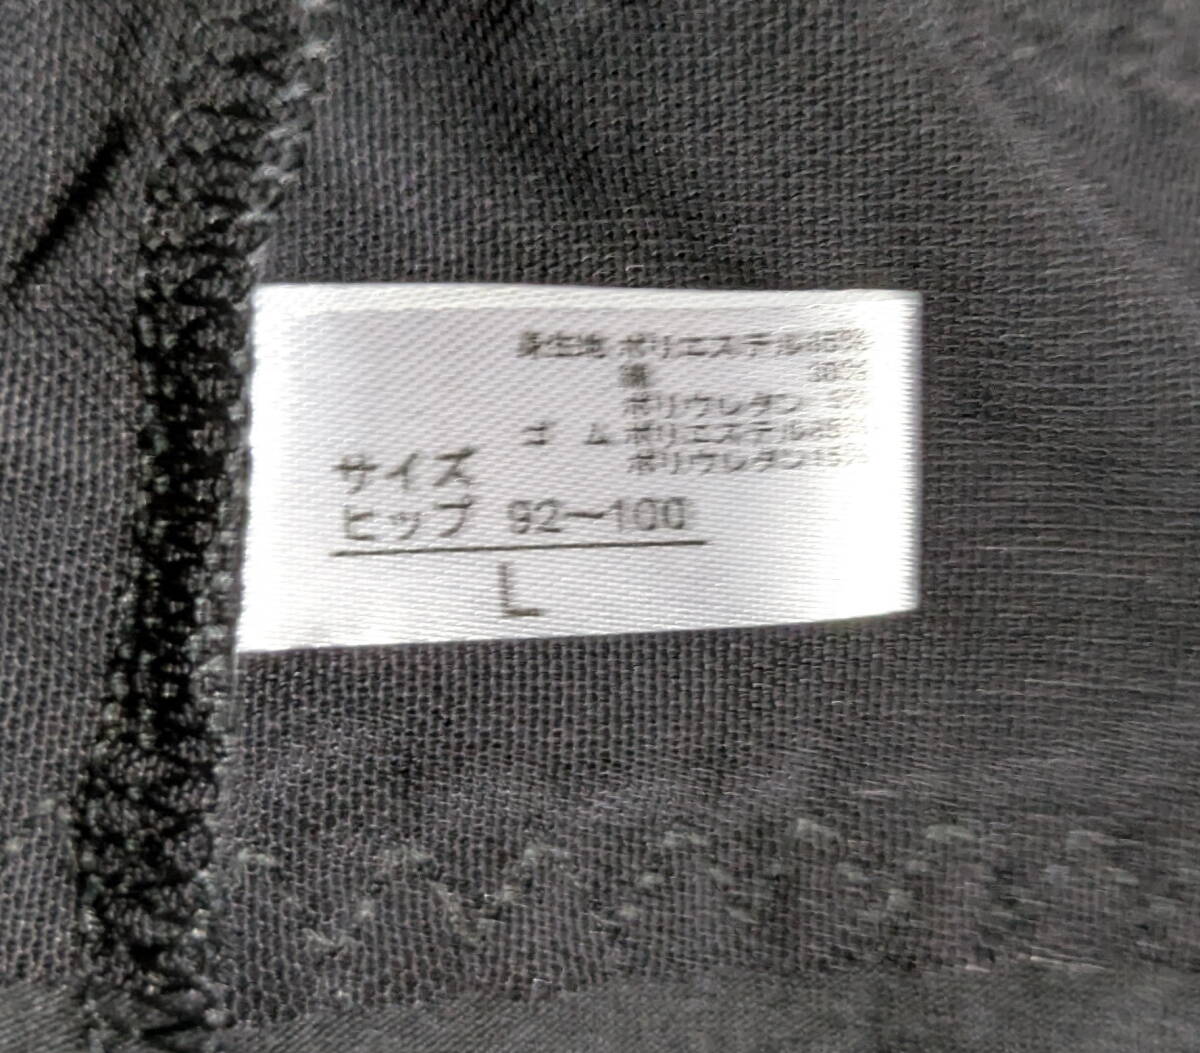 身生地 ポリエステル
綿
ポリウレタン
ゴム ポリエステル
ポリウレタン15%
サイズ
ヒップ 92～100
L